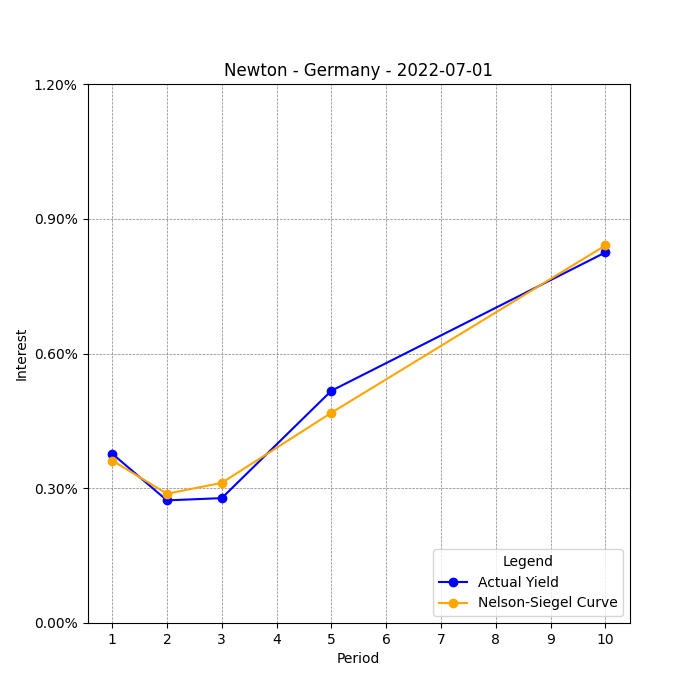 Newton - Germany - 2022-07-01
1.20%
0.90%
0.60%
0.30%
0.00%
Interest
Legend
Actual Yield
Nelson-Siegel Curve
1 2 3 4 5 6 7 8 9 10
Period